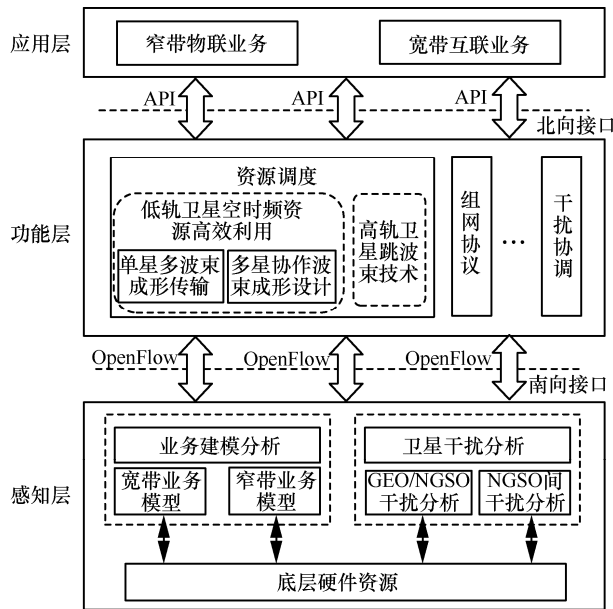 应用层
窄带物联业务
宽带互联业务
API
API
API
北向接口
功能层
资源调度
低轨卫星空时频资
源高效利用
单星多波束
成形传输
多星协作波
束成形设计
高轨卫
星跳波
束技术
组
网
协
议
…
干
扰
协
调
OpenFlow
OpenFlow
OpenFlow
南向接口
感知层
业务建模分析
宽带业务
模型
窄带业务
模型
卫星干扰分析
GEO/NGSO
干扰分析
NGSO间
干扰分析
底层硬件资源